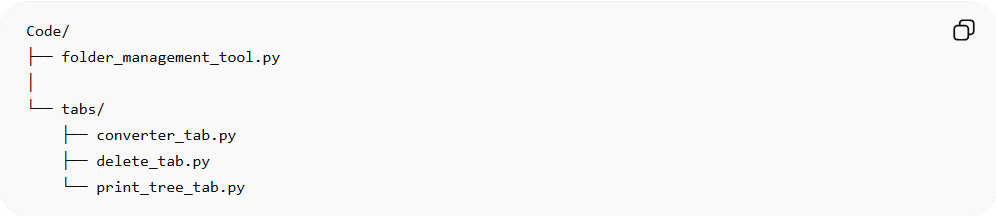 Code/
├── folder_management_tool.py
│
└── tabs/
    ├── converter_tab.py
    ├── delete_tab.py
    └── print_tree_tab.py